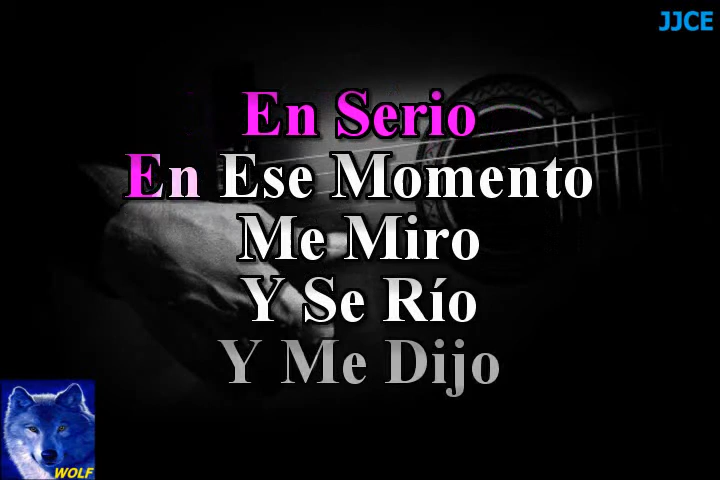 JJCE
En Serio
En Ese Momento
Me Miro
Y Se Río
Y Me Dijo
WOLF